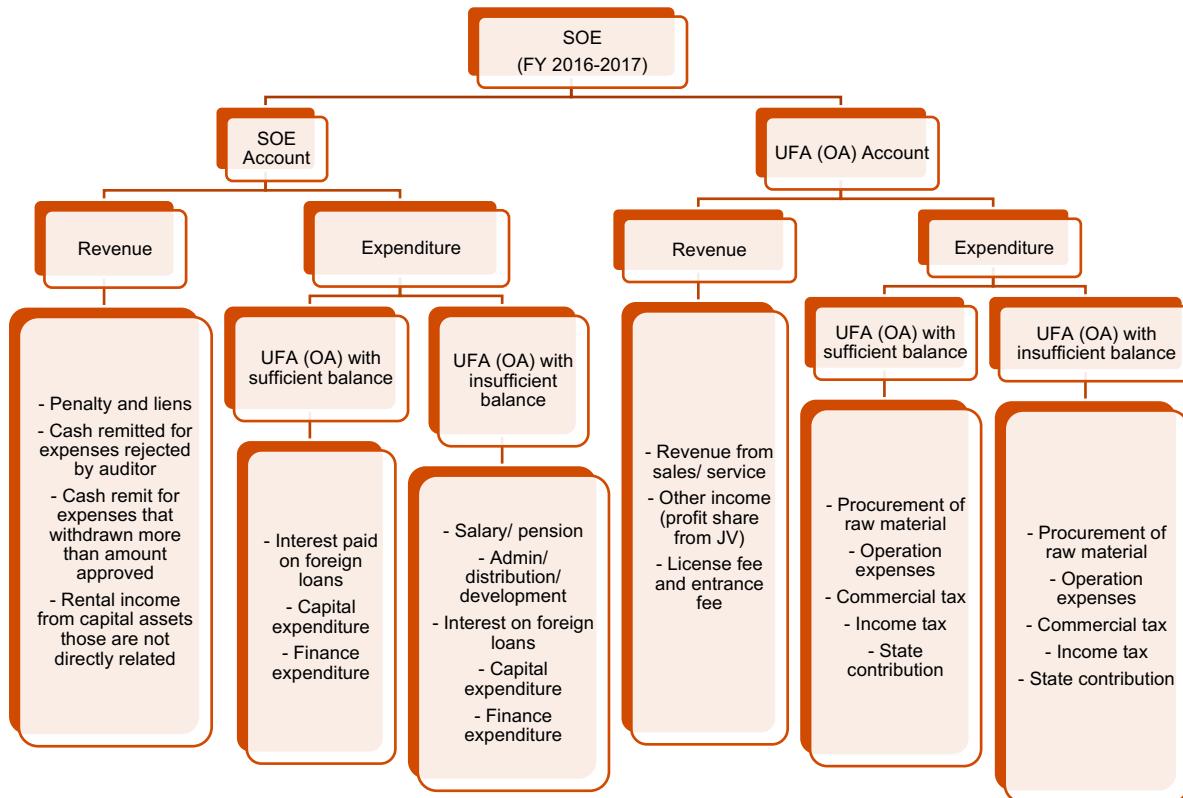 SOE
(FY 2016-2017)
SOE
Account
UFA (OA) Account
Revenue
Expenditure
Revenue
Expenditure
UFA (OA) with
sufficient balance
UFA (OA) with
insufficient
balance
UFA (OA) with
sufficient balance
UFA (OA) with
insufficient balance
- Penalty and liens
- Cash remitted for
expenses rejected
by auditor
- Cash remit for
expenses that
withdrawn more
than amount
approved
- Rental income
from capital assets
those are not
directly related
- Interest paid
on foreign
loans
- Capital
expenditure
- Finance
expenditure
- Salary/ pension
- Admin/
distribution/
development
- Interest on foreign
loans
- Capital
expenditure
- Finance
expenditure
- Revenue from
sales/ service
- Other income
(profit share
from JV)
- License fee
and entrance
fee
- Procurement of
raw material
- Operation
expenses
- Commercial tax
- Income tax
- State
contribution
- Procurement of
raw material
- Operation
expenses
- Commercial tax
- Income tax
- State contribution